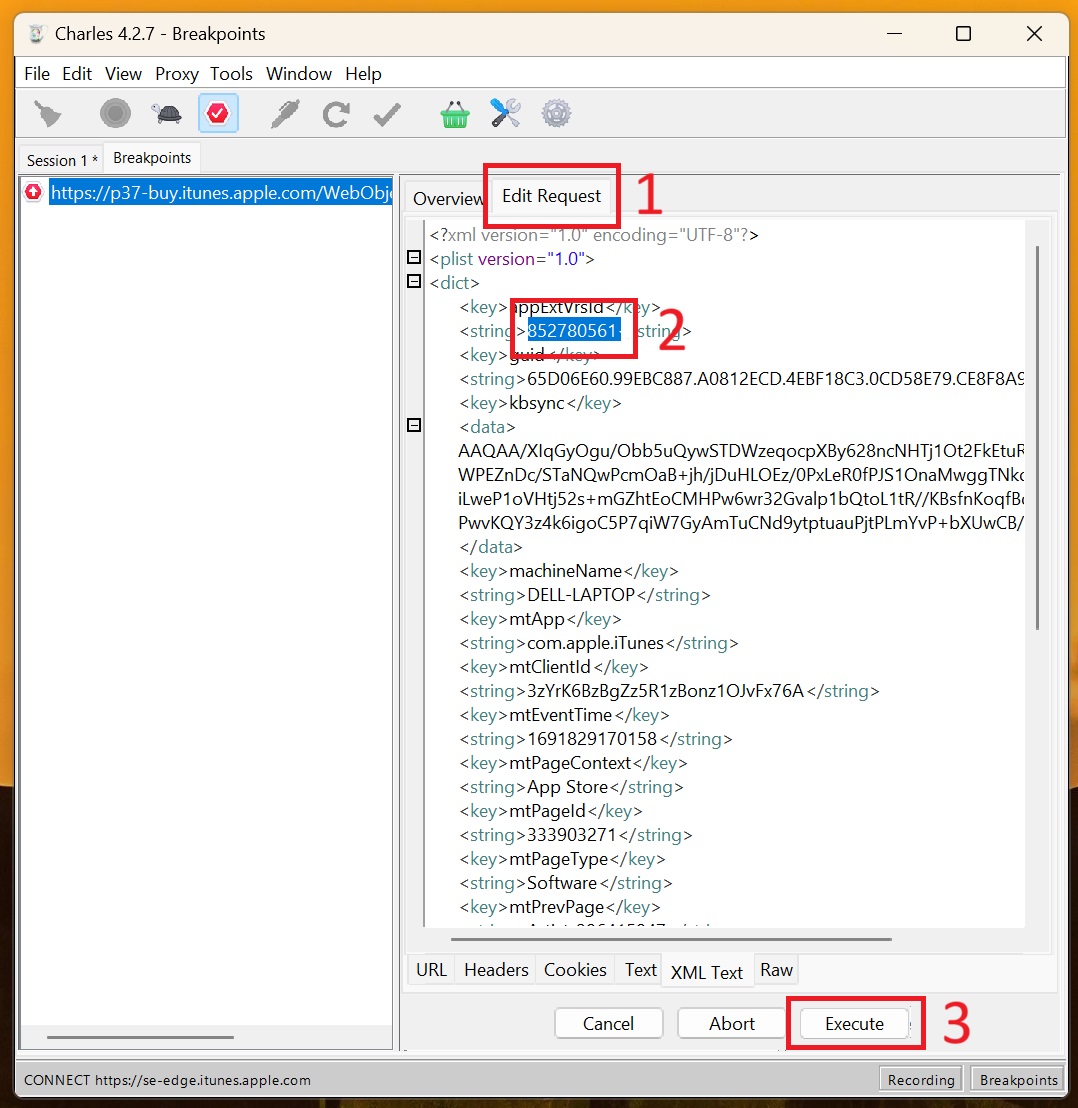 Charles 4.2.7 - Breakpoints
File Edit View Proxy Tools Window Help
Session 1 * Breakpoints
https://p37-buy.itunes.apple.com/WebObje
Overview Edit Request 1
<?xml version="1.0" encoding="UTF-8"?>
<plist version="1.0">
<dict>
<key>appExtVrsId</key>
<string>852780561</string> 2
<key>guid</key>
<string>65D06E60.99EBC887.A0812ECD.4EBF18C3.0CD58E79.CE8F8A9
<key>kbsync</key>
<data>
AAQAA/XIqGyOgu/Obb5uQywSTDWzeqocpXBy628ncNHTj1Ot2FkEtuR
WPEZnDc/STaNQwPcmOaB+jh/jDuHLOEz/0PxLeR0fPJS1OnaMwggTNkc
iLweP1oVHtj52s+mGZhtEoCMHPw6wr32Gvalp1bQtoL1tR//KBsfnKoqfBc
PwvKQY3z4k6igoC5P7qiW7GyAmTuCNd9ytptuauPjtPLmYvP+bXUwCB/
</data>
<key>machineName</key>
<string>DELL-LAPTOP</string>
<key>mtApp</key>
<string>com.apple.iTunes</string>
<key>mtClientId</key>
<string>3zYrK6BzBgZz5R1zBonz1OJvFx76A</string>
<key>mtEventTime</key>
<string>1691829170158</string>
<key>mtPageContext</key>
<string>App Store</string>
<key>mtPageId</key>
<string>333903271</string>
<key>mtPageType</key>
<string>Software</string>
<key>mtPrevPage</key>
URL Headers Cookies Text XML Text Raw
Cancel Abort Execute 3
CONNECT https://se-edge.itunes.apple.com Recording Breakpoints